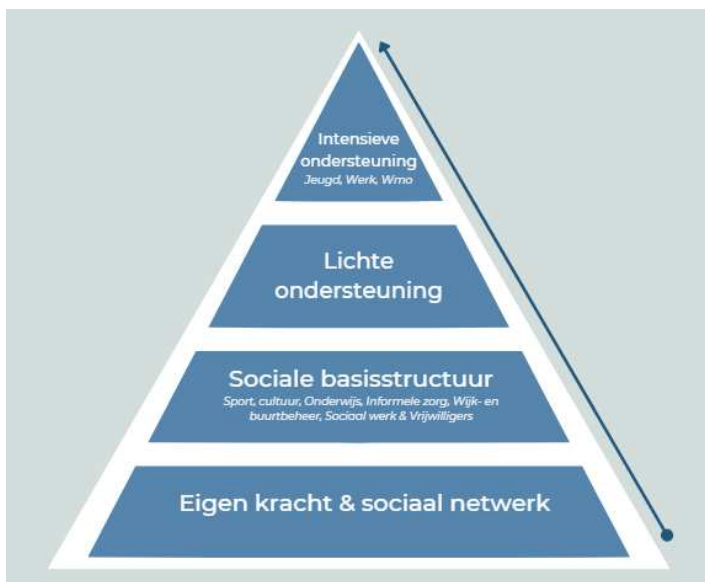 Intensieve
ondersteuning
Jeugd, Werk, Wmo
Lichte
ondersteuning
Sociale basisstructuur
Sport, cultuur, Onderwijs, Informele zorg, Wijk- en
buurtbeheer, Sociaal werk & Vrijwilligers
Eigen kracht & sociaal netwerk